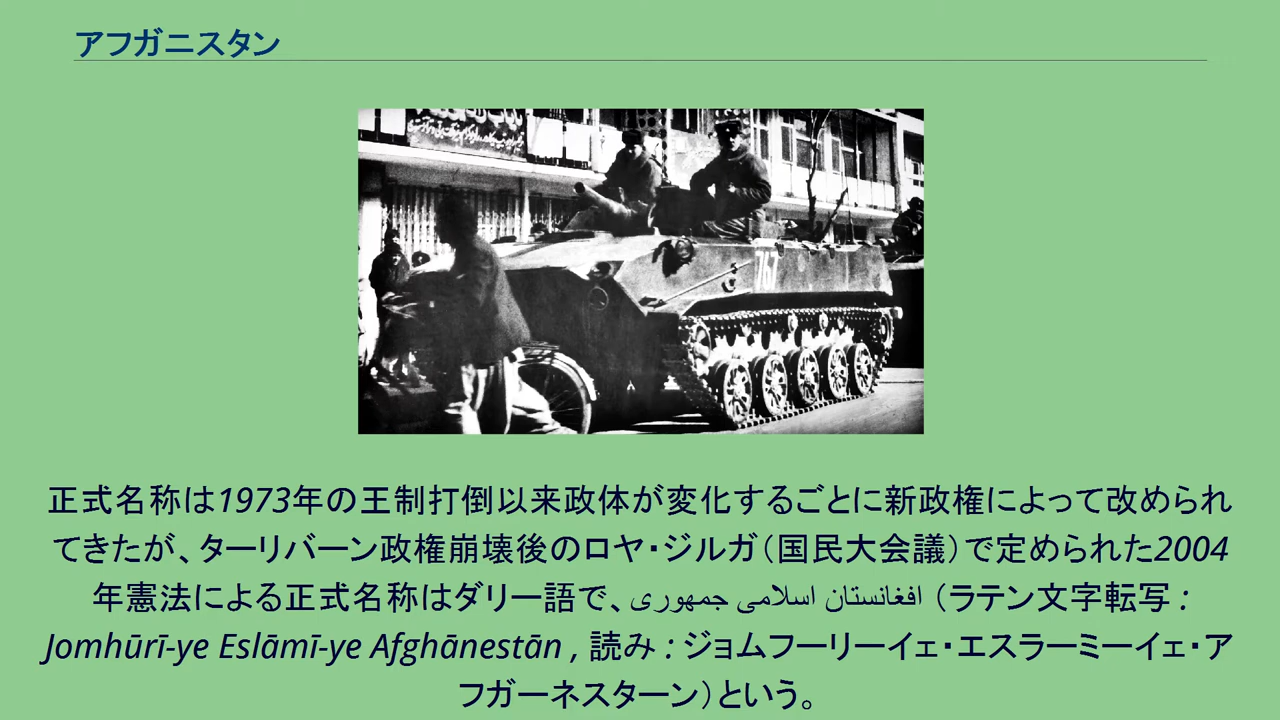 アフガニスタン
767
正式名称は1973年の王制打倒以来政体が変化するごとに新政権によって改められ
てきたが、ターリバーン政権崩壊後のロヤ・ジルガ（国民大会議）で定められた2004
年憲法による正式名称はダリー語で、افغانستان اسلامی جمهوری（ラテン文字転写 :
Jomhūrī-ye Eslāmī-ye Afghānestān , 読み : ジョムフーリーイェ・エスラーミーイェ・ア
フガーネスターン）という。